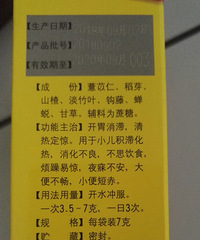 【生产日期】
【产品批号】
【有效期至】
【成　份】薏苡仁、稻芽、
山楂、淡竹叶、钩藤、蝉
蜕、甘草。辅料为蔗糖。
【功能主治】开胃消滞，清
热定惊。用于小儿积滞化
热，消化不良，不思饮食，
烦躁易惊，夜寐不安，大
便不畅，小便短赤。
【用法用量】开水冲服。
一次3.5~7克，一日3次。
【规　格】每袋装7克
【贮　藏】密封。